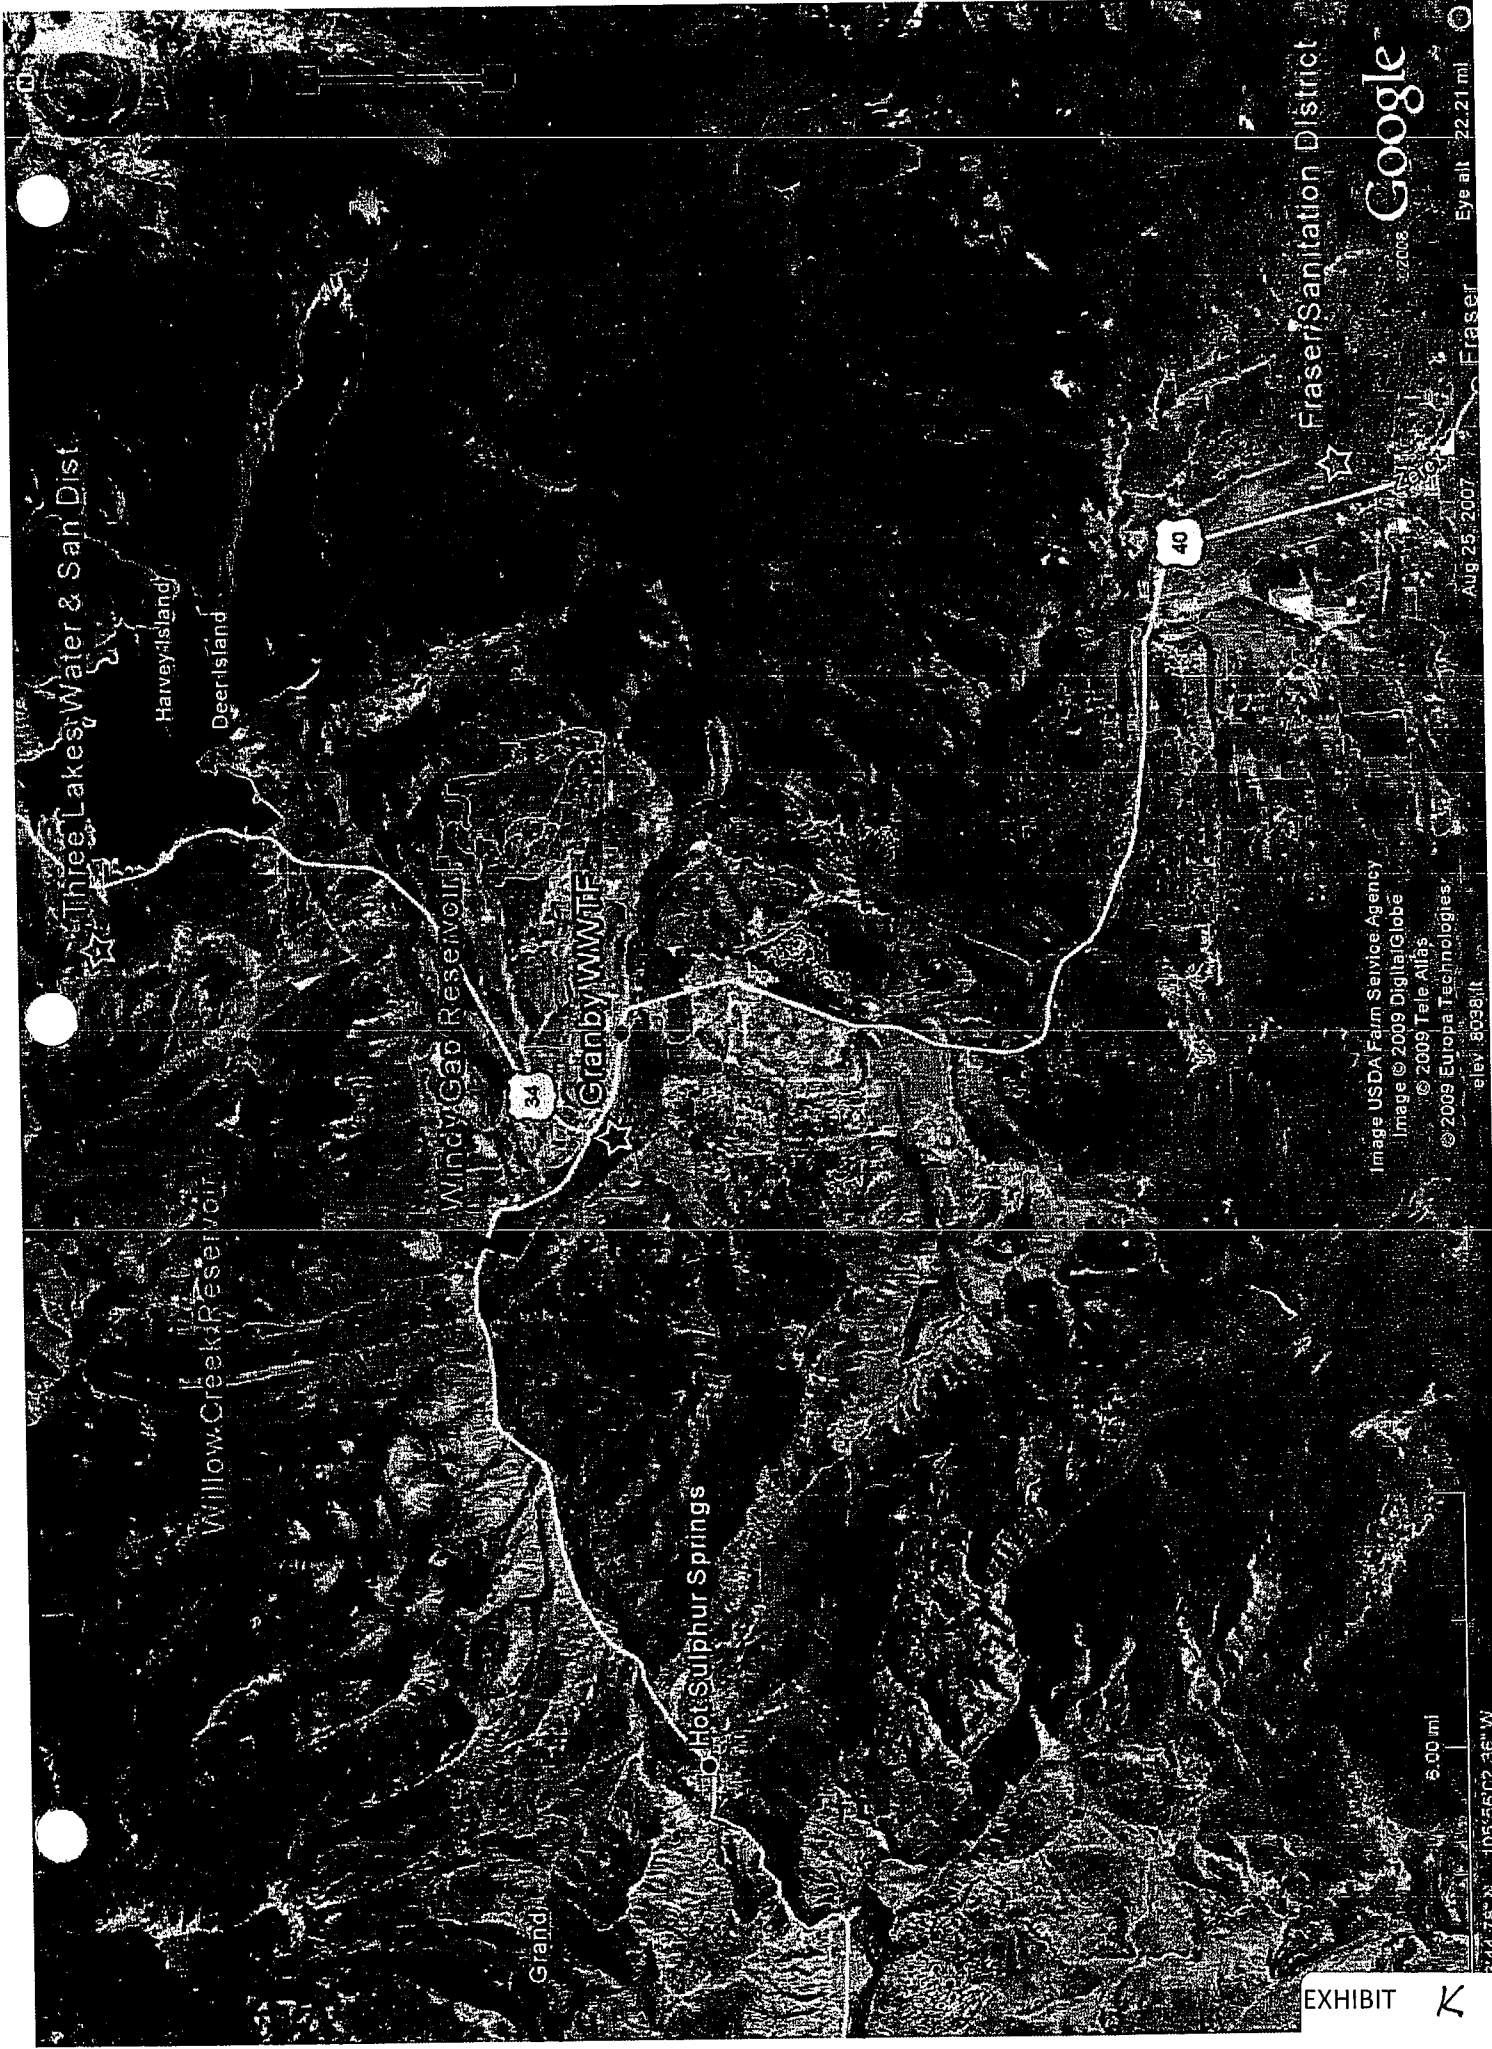 N
Three Lakes Water & San Dist.
Harvey Island
Deer Island
Willow Creek Reservoir
Windy Gap Reservoir
34
Granby WWTF
Hot Sulphur Springs
Grand
40
Fraser/Sanitation District
Fraser
Image USDA Farm Service Agency
Image © 2009 DigitalGlobe
© 2009 Tele Atlas
© 2009 Europa Technologies
©2008 Google™
6.00 mi
elev 8038 ft
Aug 25, 2007
Eye alt 22.21 mi
EXHIBIT K